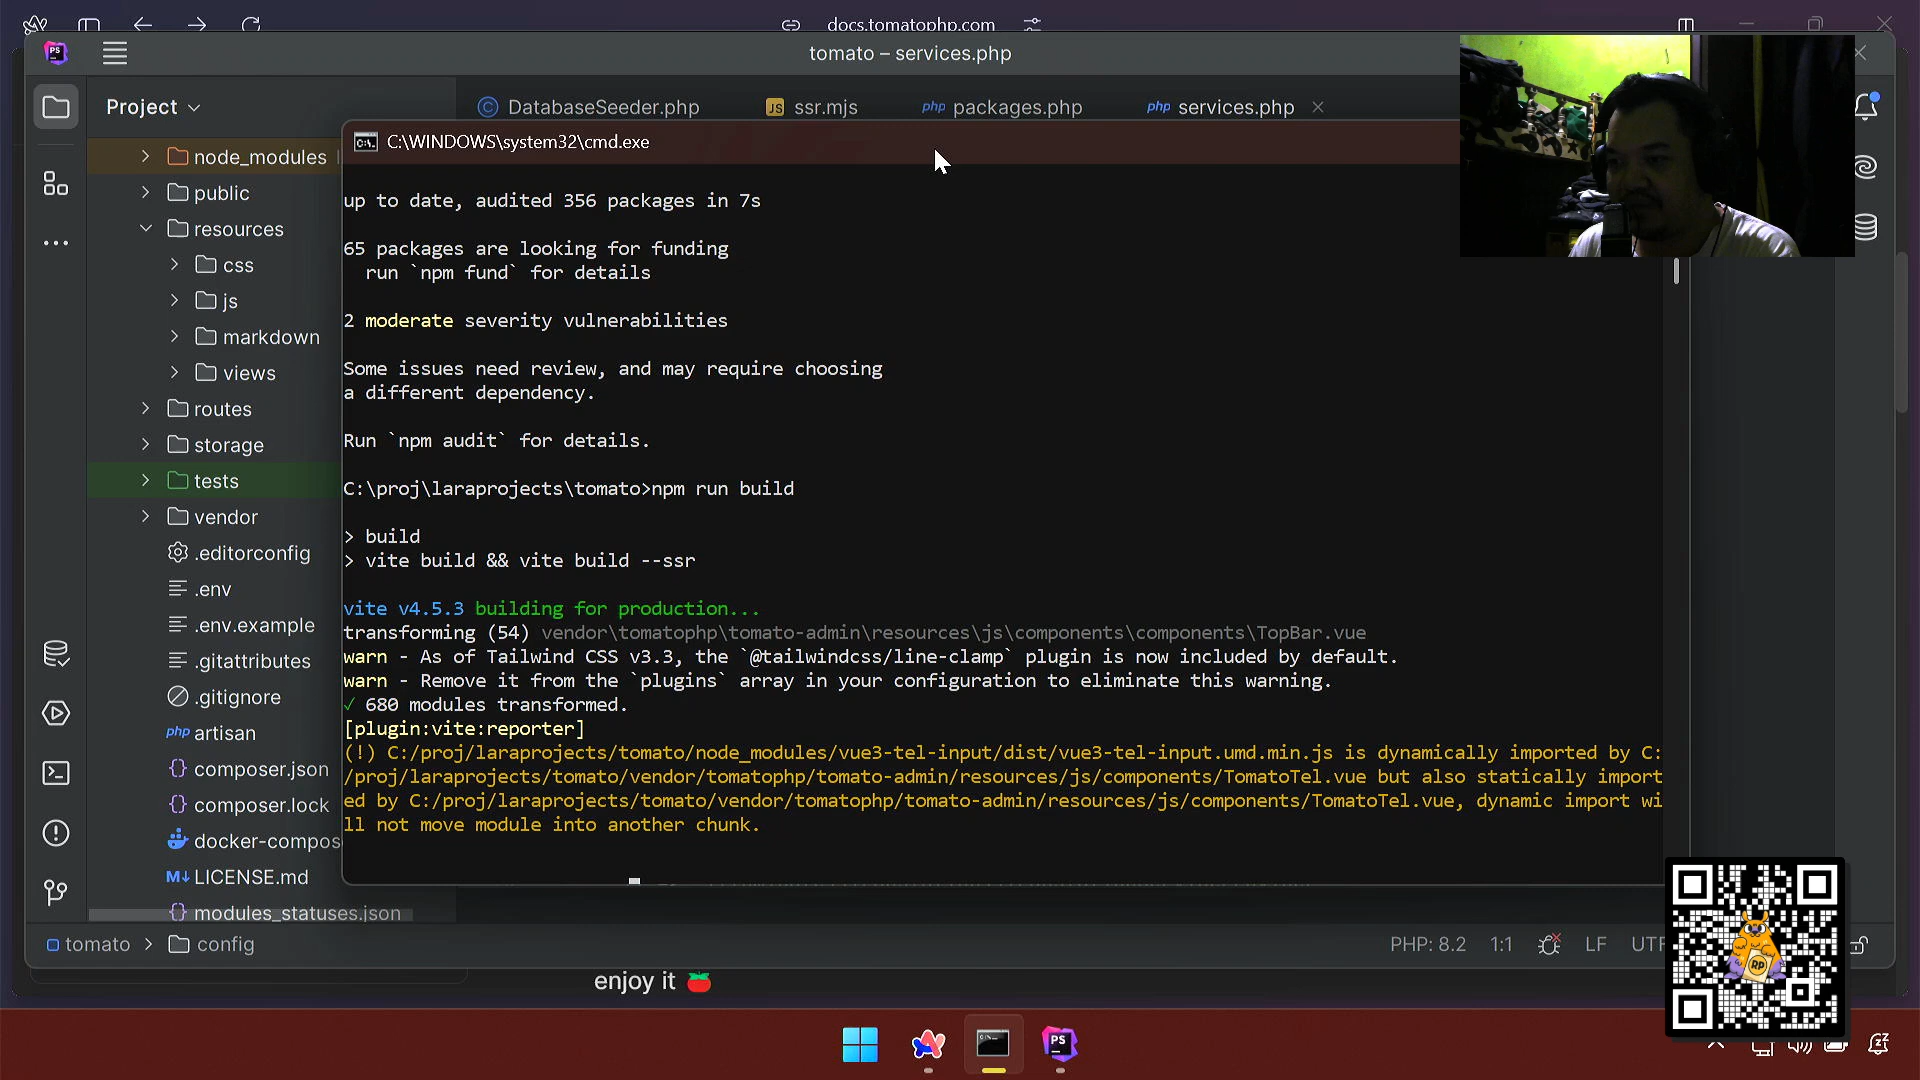 docs.tomatophp.com
tomato – services.php
Project
DatabaseSeeder.php
JS ssr.mjs
php packages.php
php services.php
C:\WINDOWS\system32\cmd.exe
node_modules
public
resources
css
js
markdown
views
routes
storage
tests
vendor
.editorconfig
.env
.env.example
.gitattributes
.gitignore
php artisan
composer.json
composer.lock
docker-compos
M↓ LICENSE.md
modules_statuses.json
up to date, audited 356 packages in 7s
65 packages are looking for funding
run `npm fund` for details
2 moderate severity vulnerabilities
Some issues need review, and may require choosing
a different dependency.
Run `npm audit` for details.
C:\proj\laraprojects\tomato>npm run build
> build
> vite build && vite build --ssr
vite v4.5.3 building for production...
transforming (54) vendor\tomatophp\tomato-admin\resources\js\components\components\TopBar.vue
warn - As of Tailwind CSS v3.3, the `@tailwindcss/line-clamp` plugin is now included by default.
warn - Remove it from the `plugins` array in your configuration to eliminate this warning.
✓ 680 modules transformed.
[plugin:vite:reporter]
(!) C:/proj/laraprojects/tomato/node_modules/vue3-tel-input/dist/vue3-tel-input.umd.min.js is dynamically imported by C:
/proj/laraprojects/tomato/vendor/tomatophp/tomato-admin/resources/js/components/TomatoTel.vue but also statically import
ed by C:/proj/laraprojects/tomato/vendor/tomatophp/tomato-admin/resources/js/components/TomatoTel.vue, dynamic import wi
ll not move module into another chunk.
tomato > config
PHP: 8.2 1:1 LF UTF
enjoy it 🍅
RP
PS